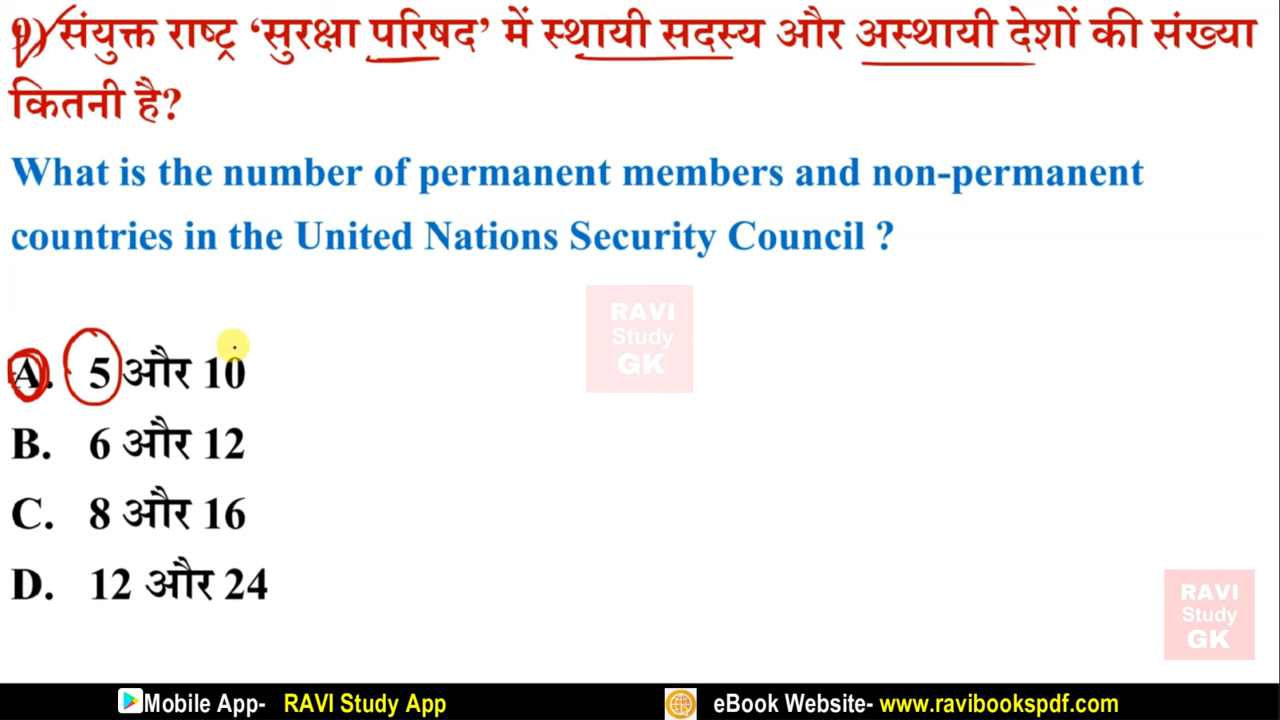 9) संयुक्त राष्ट्र ‘सुरक्षा परिषद’ में स्थायी सदस्य और अस्थायी देशों की संख्या
कितनी है?
What is the number of permanent members and non-permanent
countries in the United Nations Security Council ?
RAVI
Study
GK
A. 5 और 10
B. 6 और 12
C. 8 और 16
D. 12 और 24
RAVI
Study
GK
Mobile App- RAVI Study App eBook Website- www.ravibookspdf.com